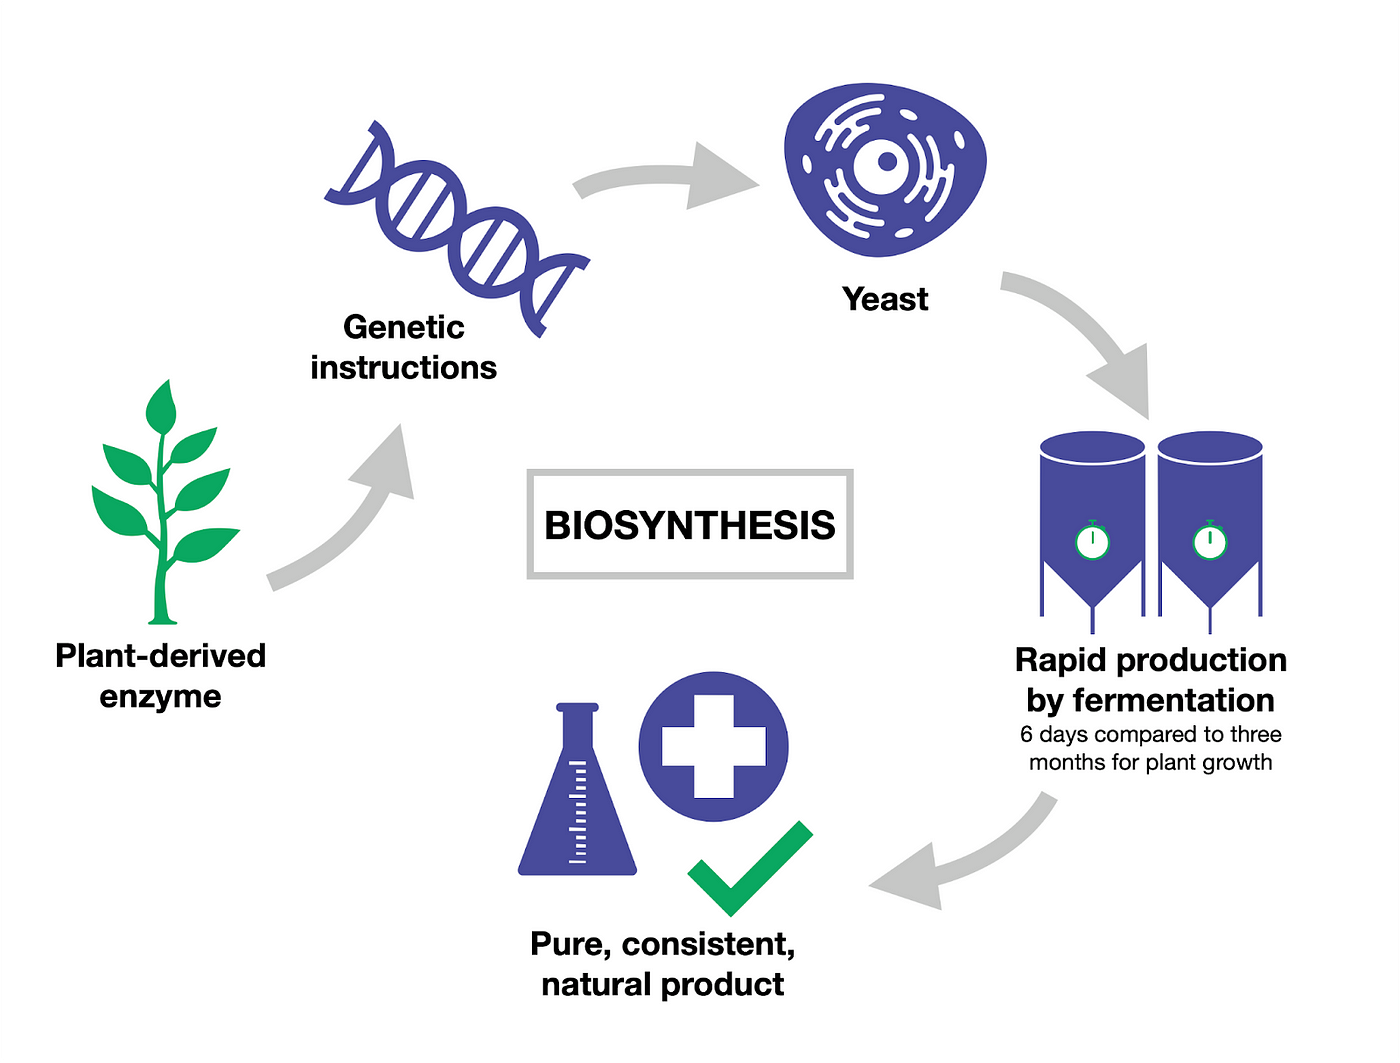 Genetic
instructions
Yeast
BIOSYNTHESIS
Plant-derived
enzyme
Rapid production
by fermentation
6 days compared to three
months for plant growth
Pure, consistent,
natural product